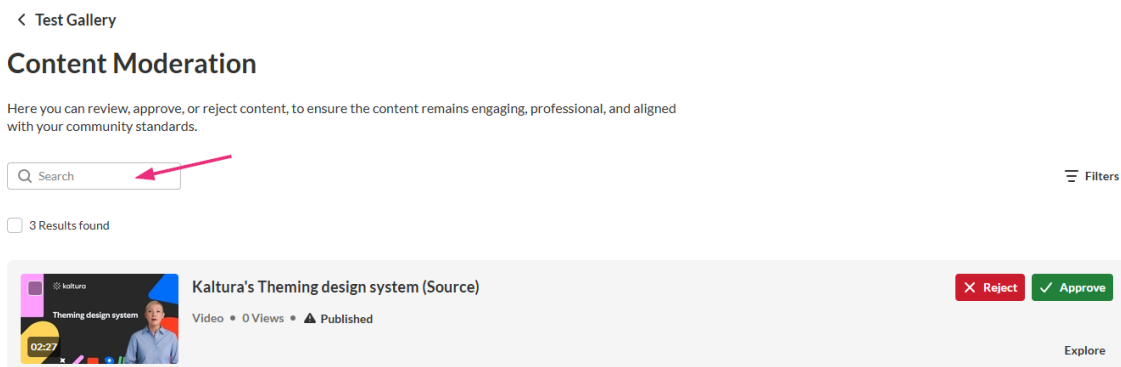 Test Gallery
Content Moderation
Here you can review, approve, or reject content, to ensure the content remains engaging, professional, and aligned
with your community standards.
Search
Filters
3 Results found
kaltura
Theming design system
02:27
Kaltura's Theming design system (Source)
Video • 0 Views • Published
Reject
Approve
Explore